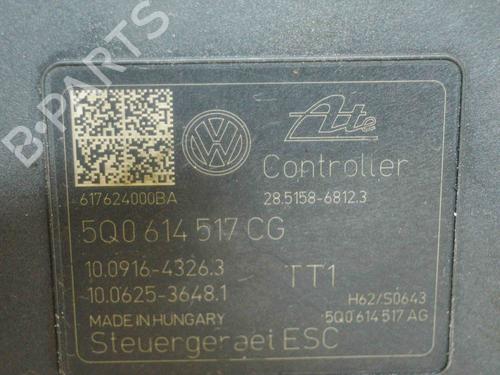 B-PARTS
Ate
Controller
617624000BA
28.5158-6812.3
5Q0 614 517 CG
10.0916-4326.3
TT1
10.0625-3648.1
H62/S0643
MADE IN HUNGARY
5Q0 614 517 AG
Steuergeraet ESC